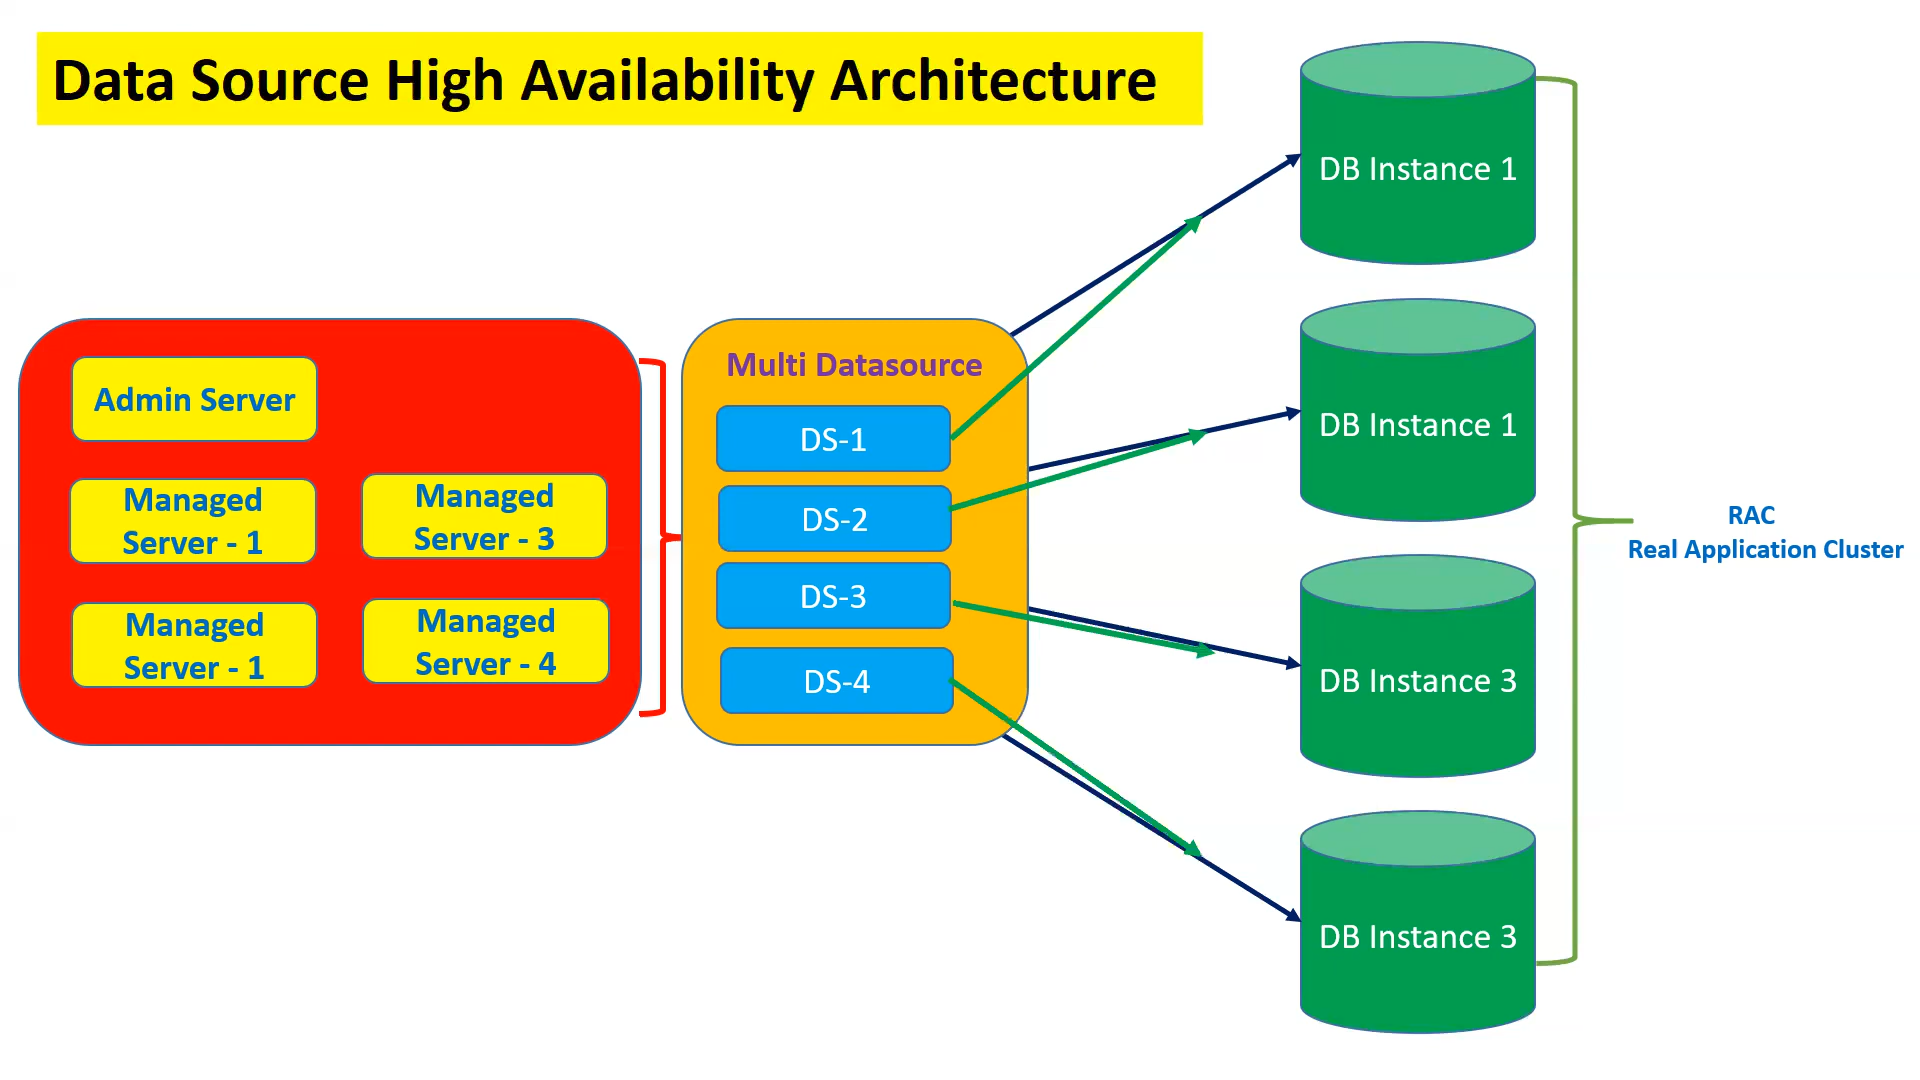 Data Source High Availability Architecture
Admin Server
Managed
Server - 1
Managed
Server - 3
Managed
Server - 1
Managed
Server - 4
Multi Datasource
DS-1
DS-2
DS-3
DS-4
DB Instance 1
DB Instance 1
DB Instance 3
DB Instance 3
RAC
Real Application Cluster